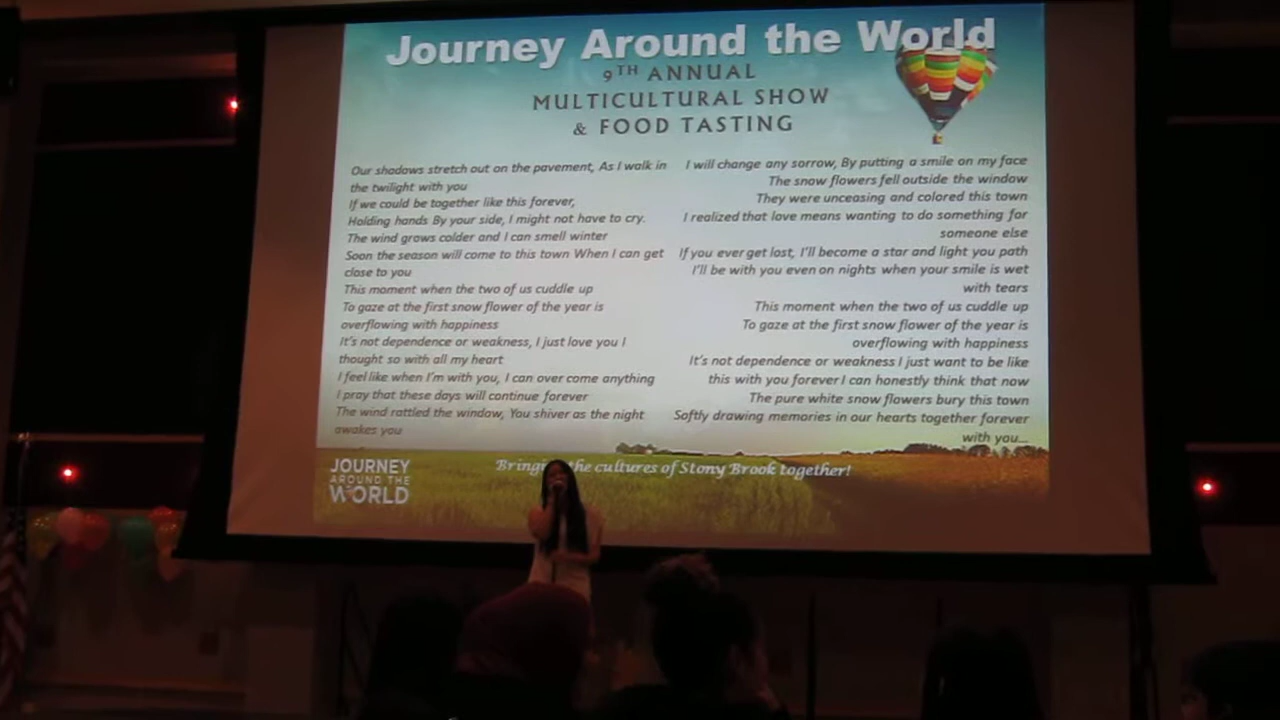 Journey Around the World
9TH ANNUAL
MULTICULTURAL SHOW
& FOOD TASTING
Our shadows stretch out on the pavement, As I walk in
the twilight with you
If we could be together like this forever,
Holding hands By your side, I might not have to cry.
The wind grows colder and I can smell winter
Soon the season will come to this town When I can get
close to you
This moment when the two of us cuddle up
To gaze at the first snow flower of the year is
overflowing with happiness
It's not dependence or weakness, I just love you I
thought so with all my heart
I feel like when I'm with you, I can over come anything
I pray that these days will continue forever
The wind rattled the window, You shiver as the night
awakes you
I will change any sorrow, By putting a smile on my face
The snow flowers fell outside the window
They were unceasing and colored this town
I realized that love means wanting to do something for
someone else
If you ever get lost, I'll become a star and light you path
I'll be with you even on nights when your smile is wet
with tears
This moment when the two of us cuddle up
To gaze at the first snow flower of the year is
overflowing with happiness
It's not dependence or weakness I just want to be like
this with you forever I can honestly think that now
The pure white snow flowers bury this town
Softly drawing memories in our hearts together forever
with you...
JOURNEY
AROUND THE
WORLD
the cultures of Stony Brook together!